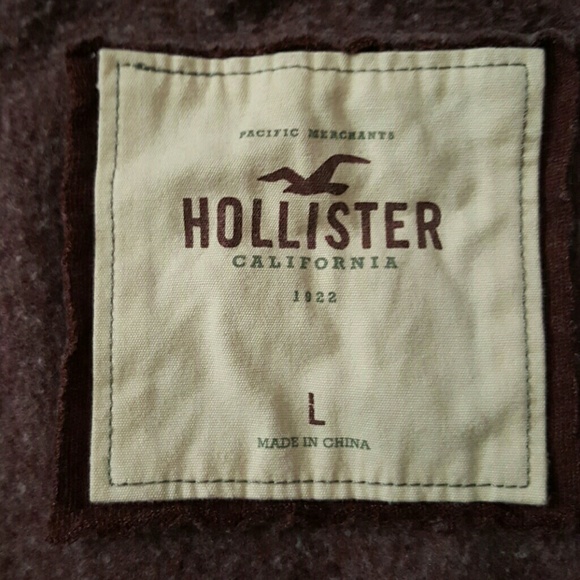 PACIFIC MERCHANTS
HOLLISTER
CALIFORNIA
1922
L
MADE IN CHINA